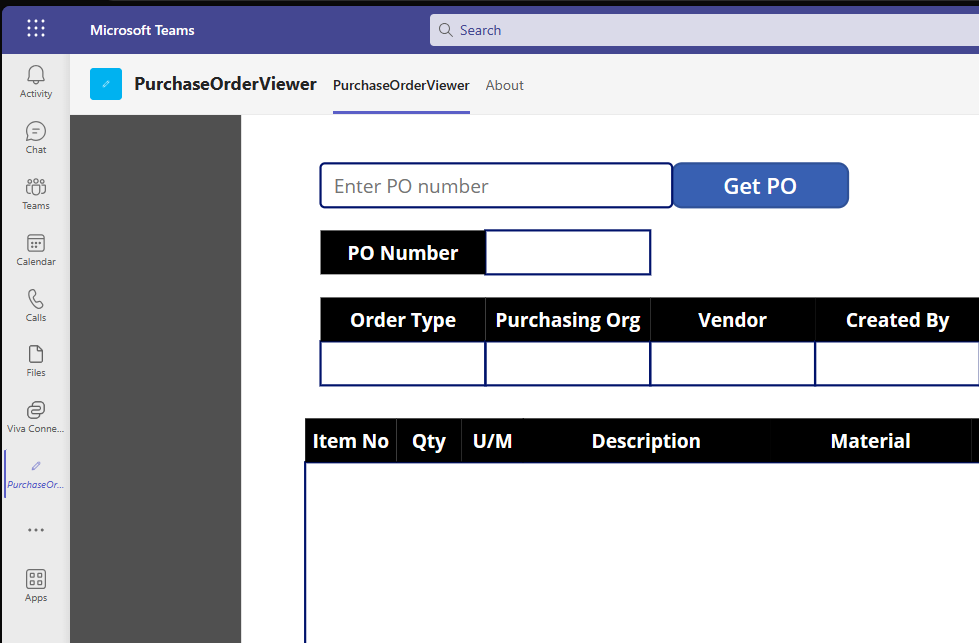 Microsoft Teams
Search
PurchaseOrderViewer
PurchaseOrderViewer
About
Activity
Chat
Teams
Calendar
Calls
Files
Viva Conne...
PurchaseOr...
Apps
Enter PO number
Get PO
PO Number
Order Type Purchasing Org Vendor Created By
Item No Qty U/M Description Material